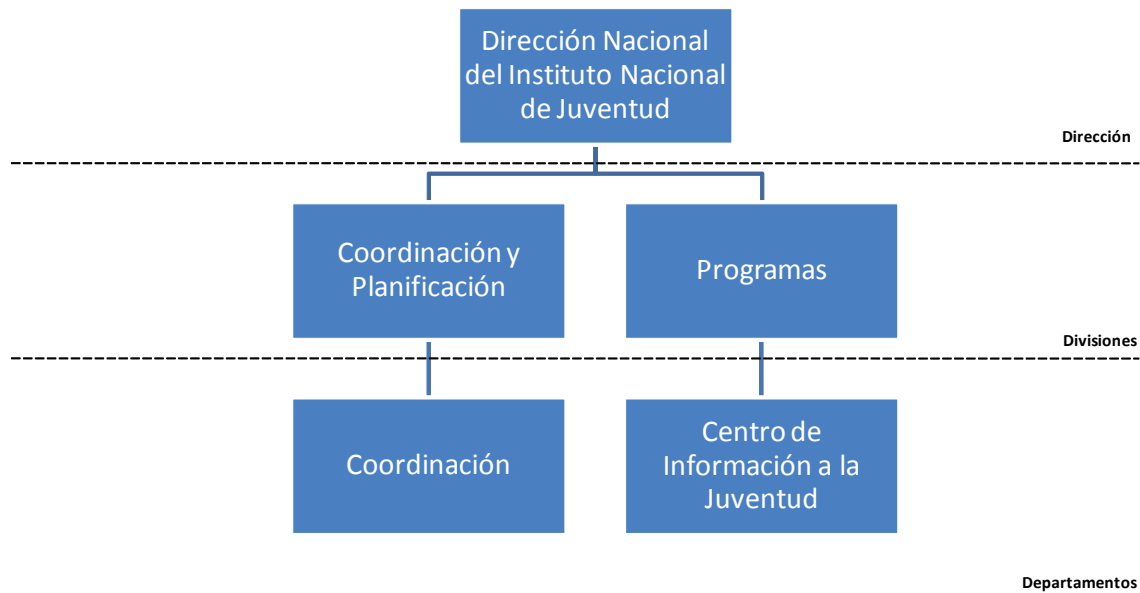 Dirección Nacional
del Instituto Nacional
de Juventud
Dirección
Coordinación y
Planificación
Programas
Divisiones
Coordinación
Centro de
Información a la
Juventud
Departamentos